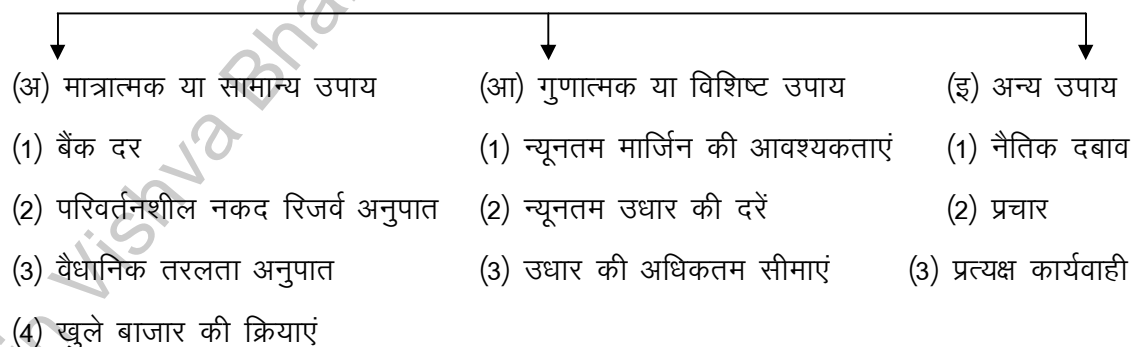 (अ) मात्रात्मक या सामान्य उपाय (आ) गुणात्मक या विशिष्ट उपाय (इ) अन्य उपाय
(1) बैंक दर (1) न्यूनतम मार्जिन की आवश्यकताएं (1) नैतिक दबाव
(2) परिवर्तनशील नकद रिजर्व अनुपात (2) न्यूनतम उधार की दरें (2) प्रचार
(3) वैधानिक तरलता अनुपात (3) उधार की अधिकतम सीमाएं (3) प्रत्यक्ष कार्यवाही
(4) खुले बाजार की क्रियाएं
Vishva